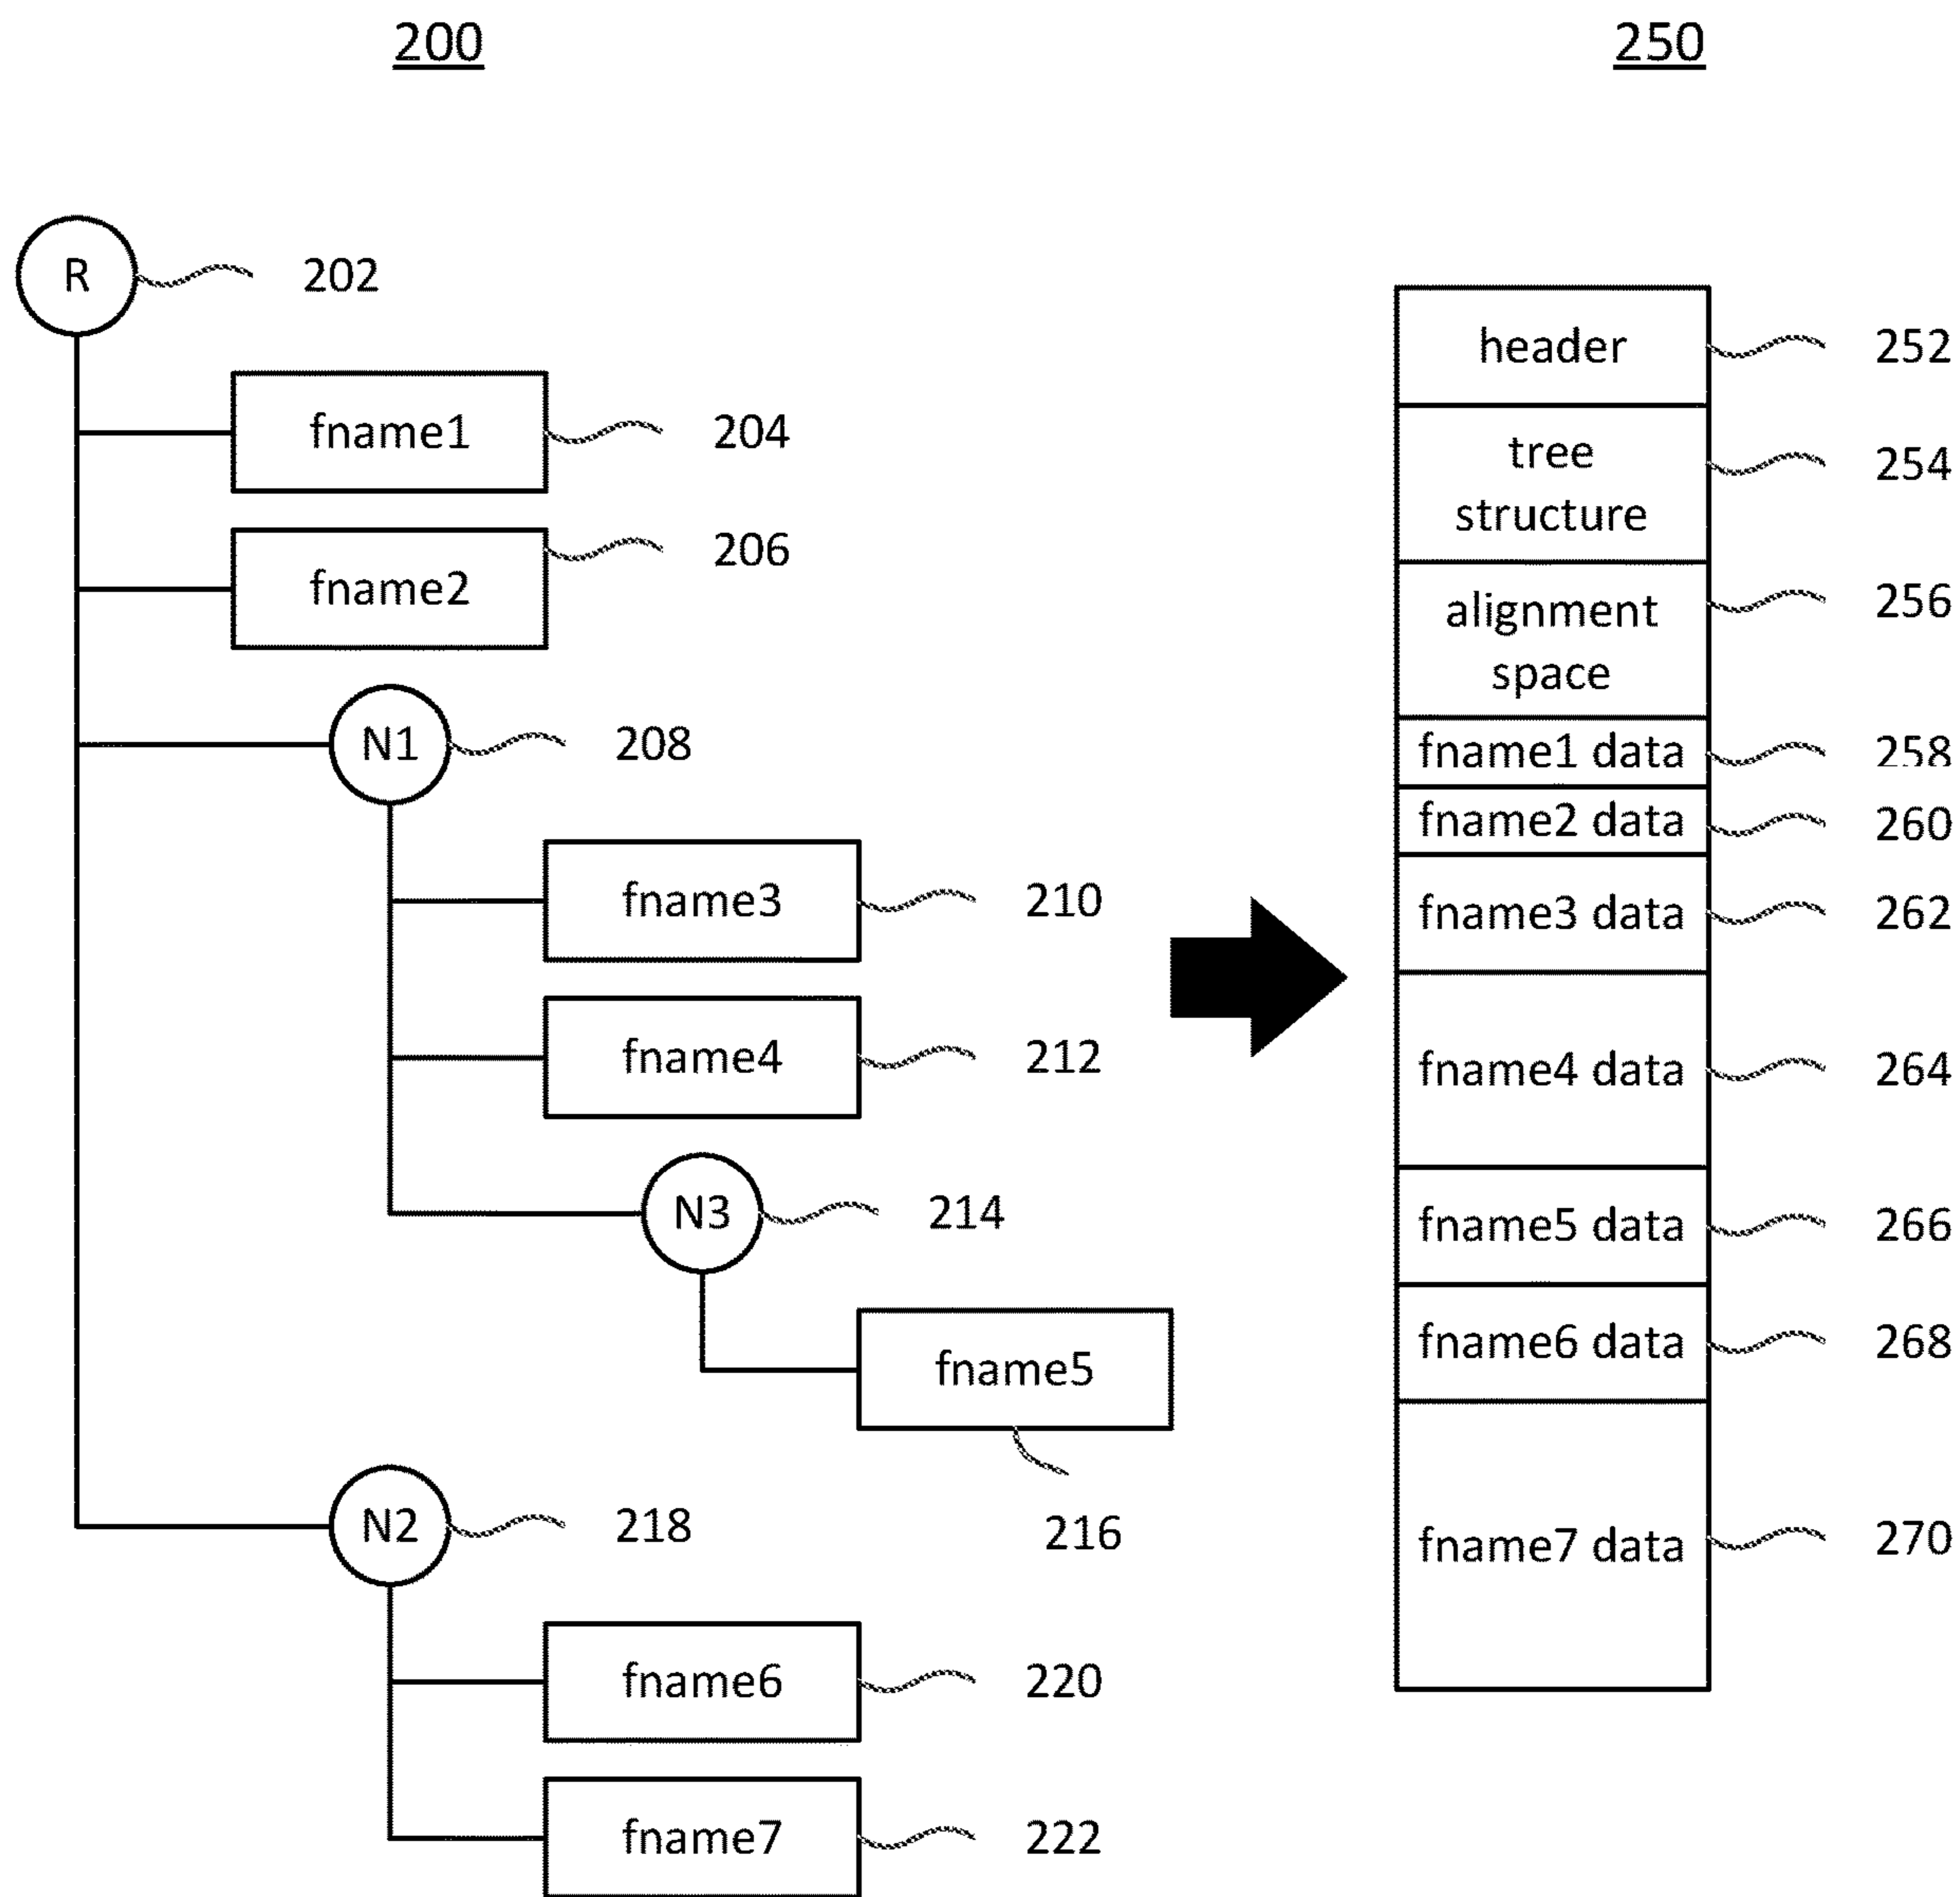 200
250
R
202
fname1
204
fname2
206
N1
208
fname3
210
fname4
212
N3
214
fname5
216
N2
218
fname6
220
fname7
222
header
252
tree
structure
254
alignment
space
256
fname1 data
258
fname2 data
260
fname3 data
262
fname4 data
264
fname5 data
266
fname6 data
268
fname7 data
270